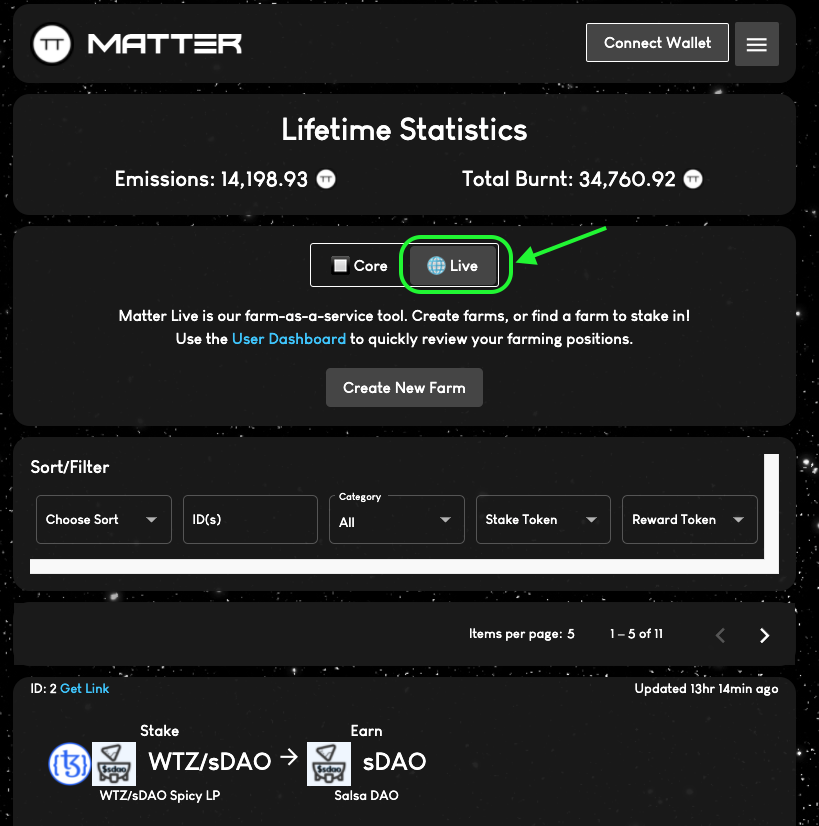 MATTER
Connect Wallet
Lifetime Statistics
Emissions: 14,198.93
Total Burnt: 34,760.92
Core
Live
Matter Live is our farm-as-a-service tool. Create farms, or find a farm to stake in!
Use the User Dashboard to quickly review your farming positions.
Create New Farm
Sort/Filter
Category
Choose Sort
ID(s)
All
Stake Token
Reward Token
Items per page: 5
1 – 5 of 11
ID: 2 Get Link
Updated 13hr 14min ago
Stake
Earn
$sdao
WTZ/sDAO
$sdao
sDAO
WTZ/sDAO Spicy LP
Salsa DAO